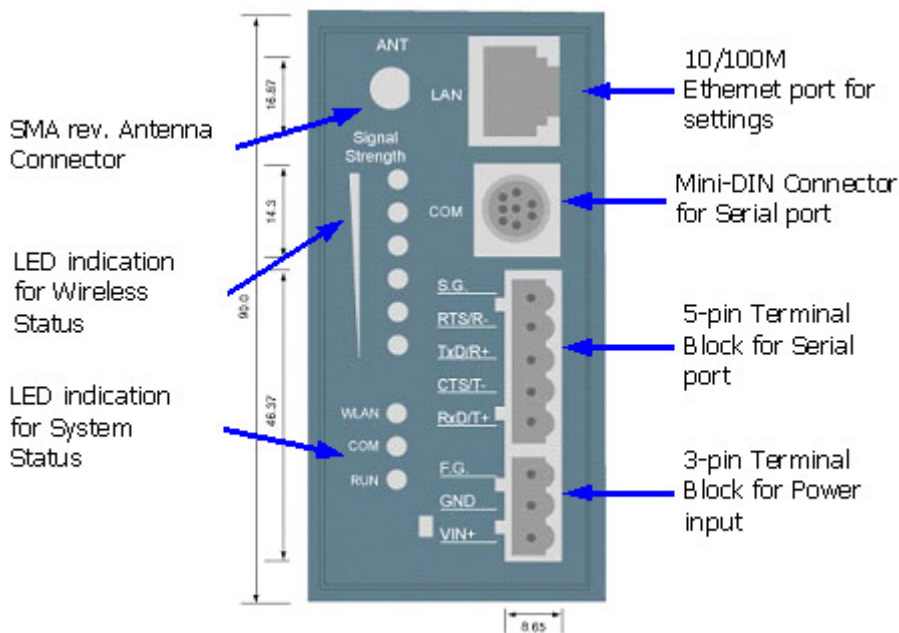 ANT
LAN
10/100M
Ethernet port for
settings
SMA rev. Antenna
Connector
Signal
Strength
16.87
COM
Mini-DIN Connector
for Serial port
14.3
LED indication
for Wireless
Status
90.0
S.G.
RTS/R-
TxD/R+
CTS/T-
RxD/T+
5-pin Terminal
Block for Serial
port
LED indication
for System
Status
46.37
WLAN
COM
RUN
F.G.
GND
VIN+
3-pin Terminal
Block for Power
input
8.65